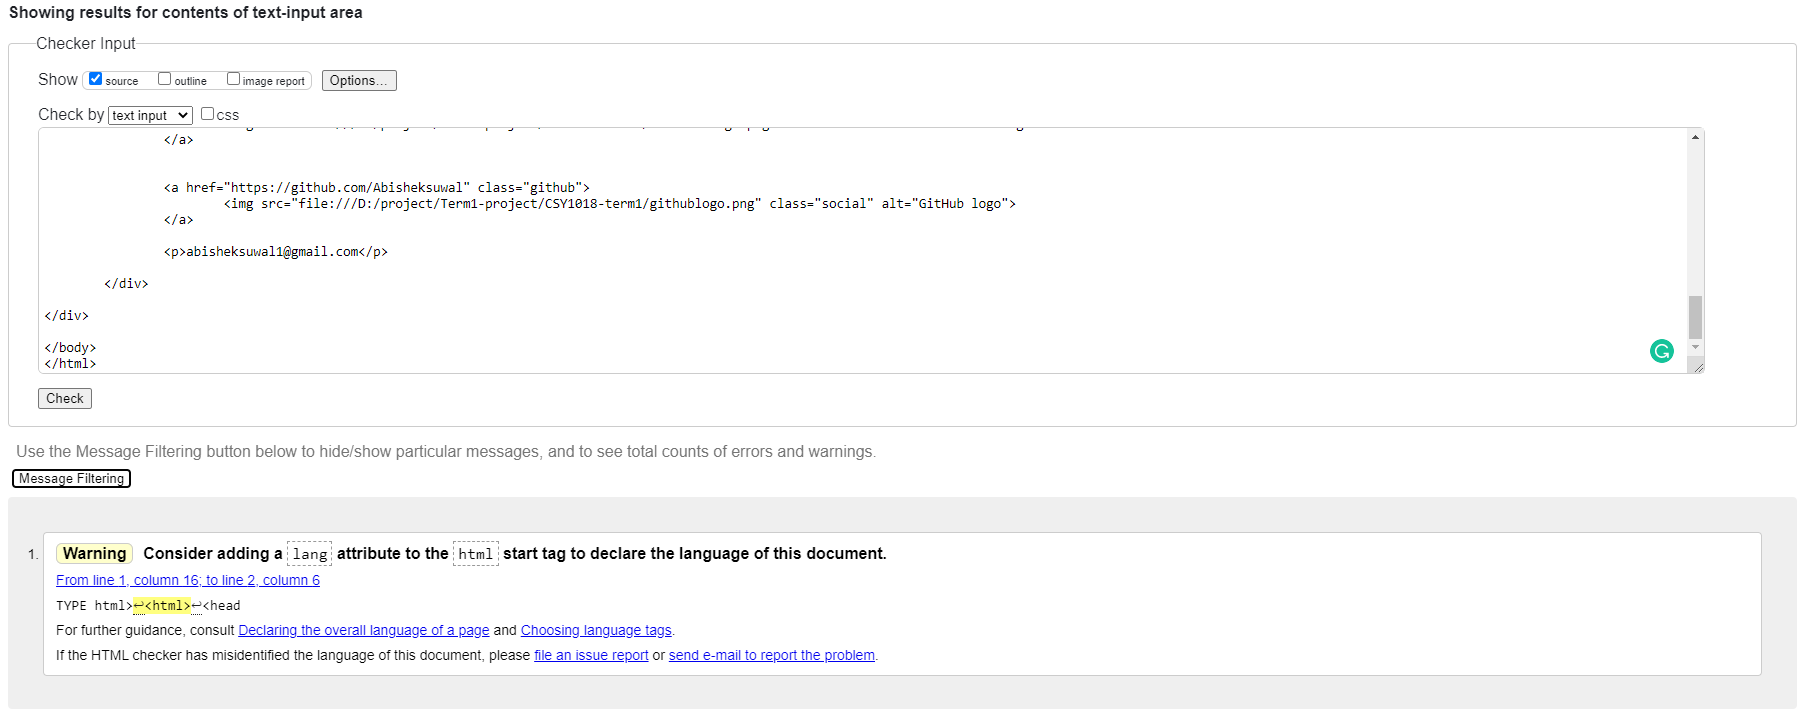 Showing results for contents of text-input area
Checker Input
Show source outline image report Options...
Check by text input css
</a>
<a href="https://github.com/Abisheksuwal" class="github">
<img src="file:///D:/project/Term1-project/CSY1018-term1/githublogo.png" class="social" alt="GitHub logo">
</a>
<p>abisheksuwal1@gmail.com</p>
</div>
</div>
</body>
</html>
Check
Use the Message Filtering button below to hide/show particular messages, and to see total counts of errors and warnings.
Message Filtering
1. Warning Consider adding a lang attribute to the html start tag to declare the language of this document.
From line 1, column 16; to line 2, column 6
TYPE html>↩<html>↩<head
For further guidance, consult Declaring the overall language of a page and Choosing language tags.
If the HTML checker has misidentified the language of this document, please file an issue report or send e-mail to report the problem.